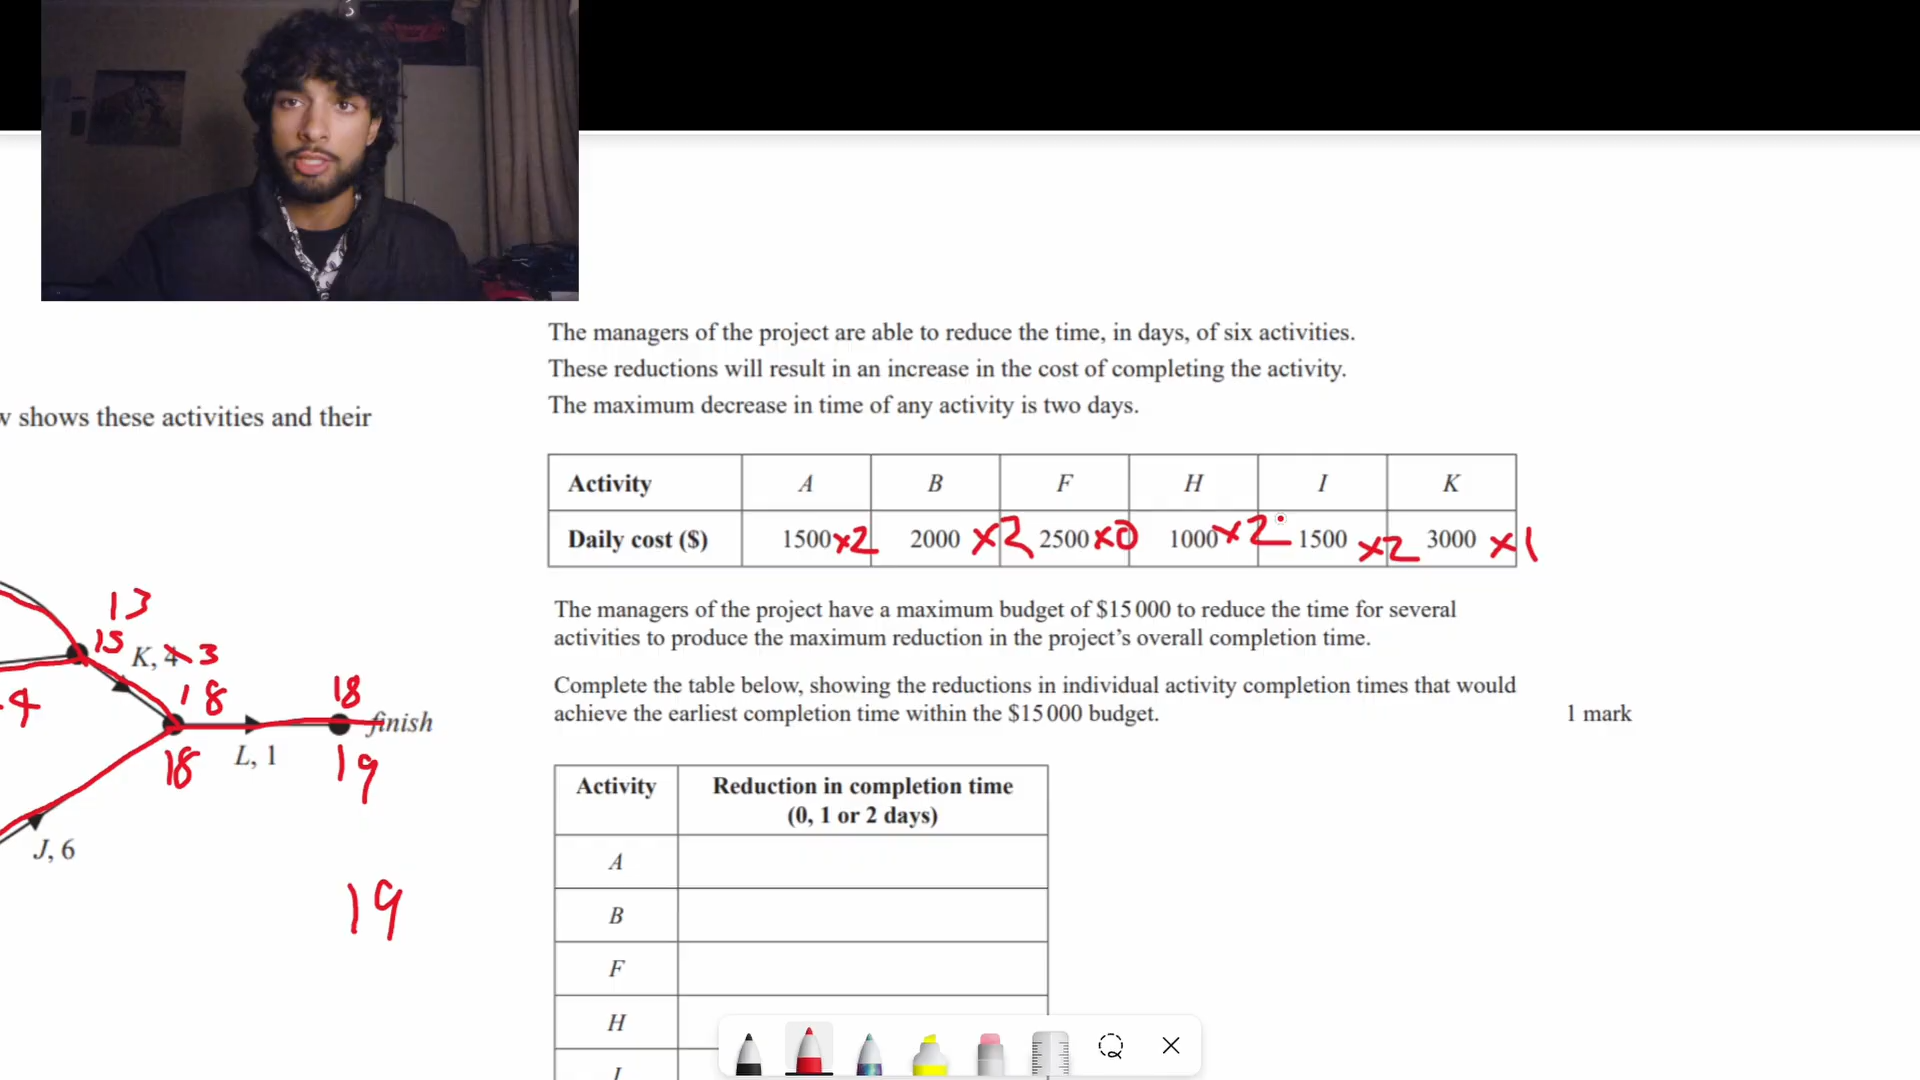 The managers of the project are able to reduce the time, in days, of six activities.
These reductions will result in an increase in the cost of completing the activity.
The maximum decrease in time of any activity is two days.
shows these activities and their
Activity A B F H I K
Daily cost ($) 1500 ×2 2000 ×2 2500 ×0 1000 ×2 1500 ×2 3000 ×1
The managers of the project have a maximum budget of $15 000 to reduce the time for several
activities to produce the maximum reduction in the project's overall completion time.
Complete the table below, showing the reductions in individual activity completion times that would
achieve the earliest completion time within the $15 000 budget.
1 mark
13
15
K, 4 3
4
18
18
finish
18
L, 1
19
J, 6
19
Activity Reduction in completion time
(0, 1 or 2 days)
A
B
F
H
I